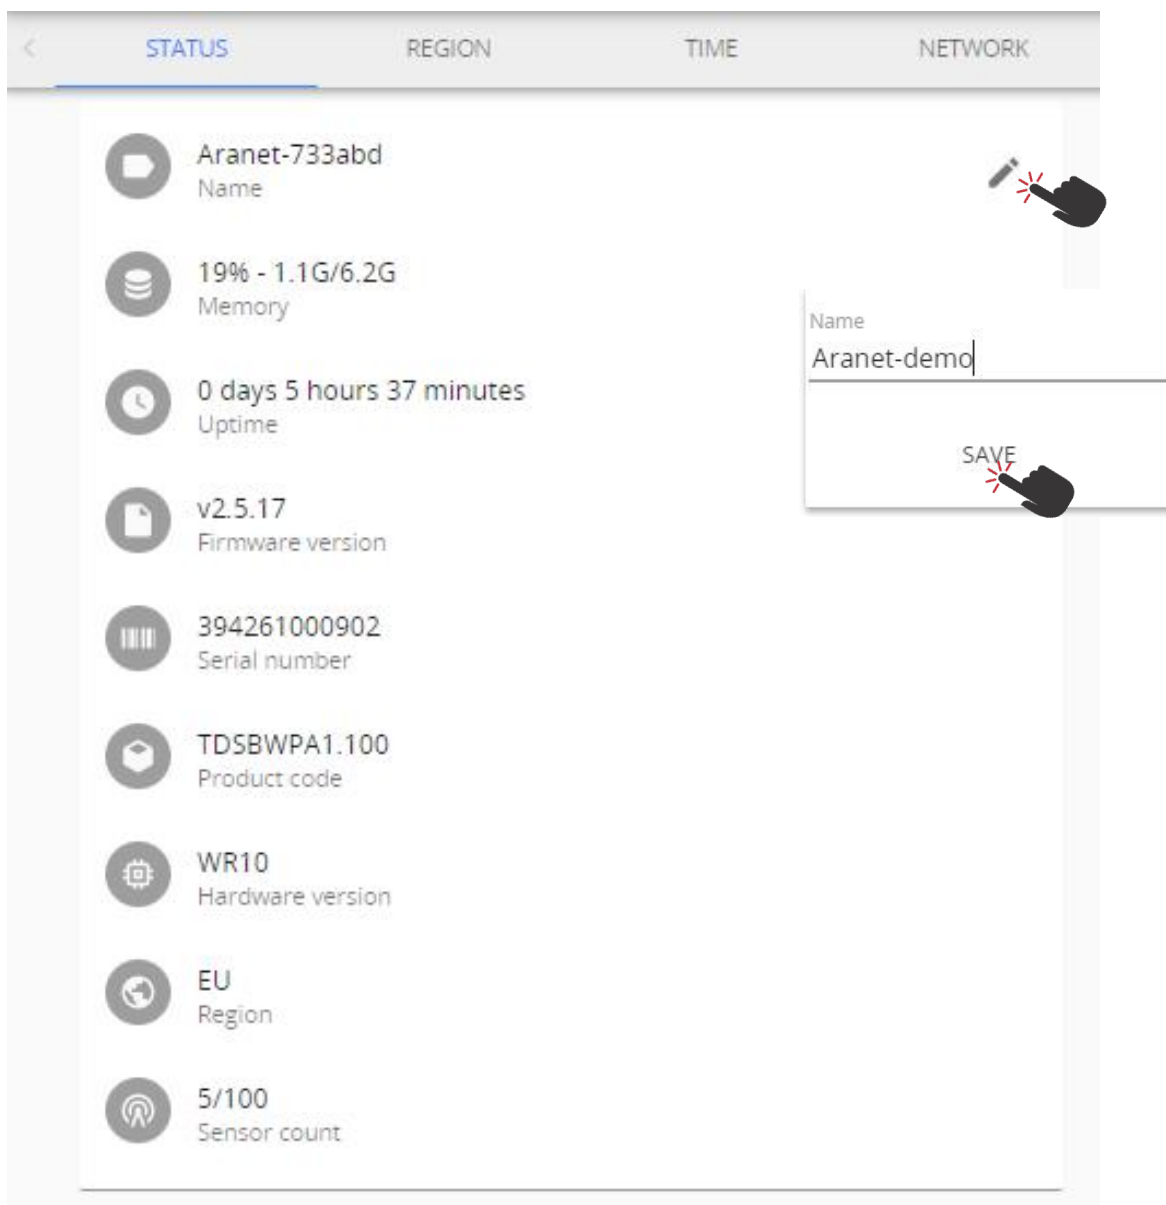 STATUS REGION TIME NETWORK
Aranet-733abd
Name
19% - 1.1G/6.2G
Memory
0 days 5 hours 37 minutes
Uptime
v2.5.17
Firmware version
394261000902
Serial number
TDSBWPA1.100
Product code
WR10
Hardware version
EU
Region
5/100
Sensor count
Name
Aranet-demo
SAVE